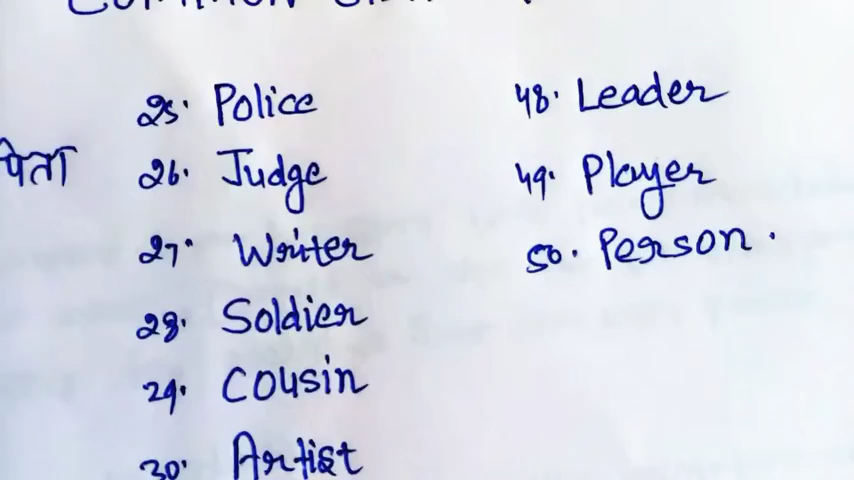 पेता
25. Police
26. Judge
27. Writer
28. Soldier
29. Cousin
30. Artist
48. Leader
49. Player
50. Person.